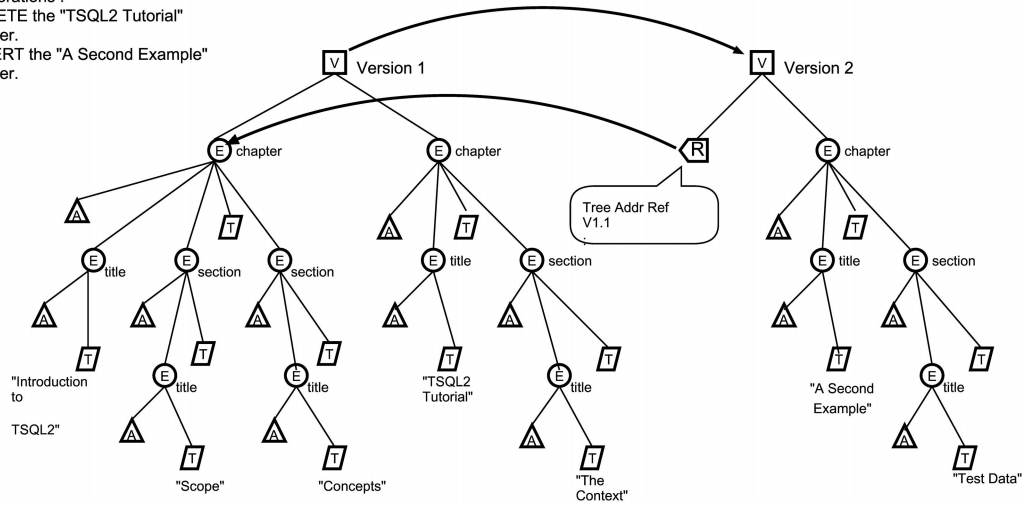 ETE the "TSQL2 Tutorial"
er.
ERT the "A Second Example"
er.
V Version 1
V Version 2
E chapter
E chapter
R
E chapter
Tree Addr Ref
V1.1
:
A
T
A
T
A
T
E title
E section
E section
E title
E section
E title
E section
A
A
A
A
A
A
A
T
T
T
T
T
T
T
E title
E title
E title
E title
"Introduction
to
TSQL2"
"TSQL2
Tutorial"
"A Second
Example"
A
A
A
A
T
T
T
T
"Scope"
"Concepts"
"The
Context"
"Test Data"